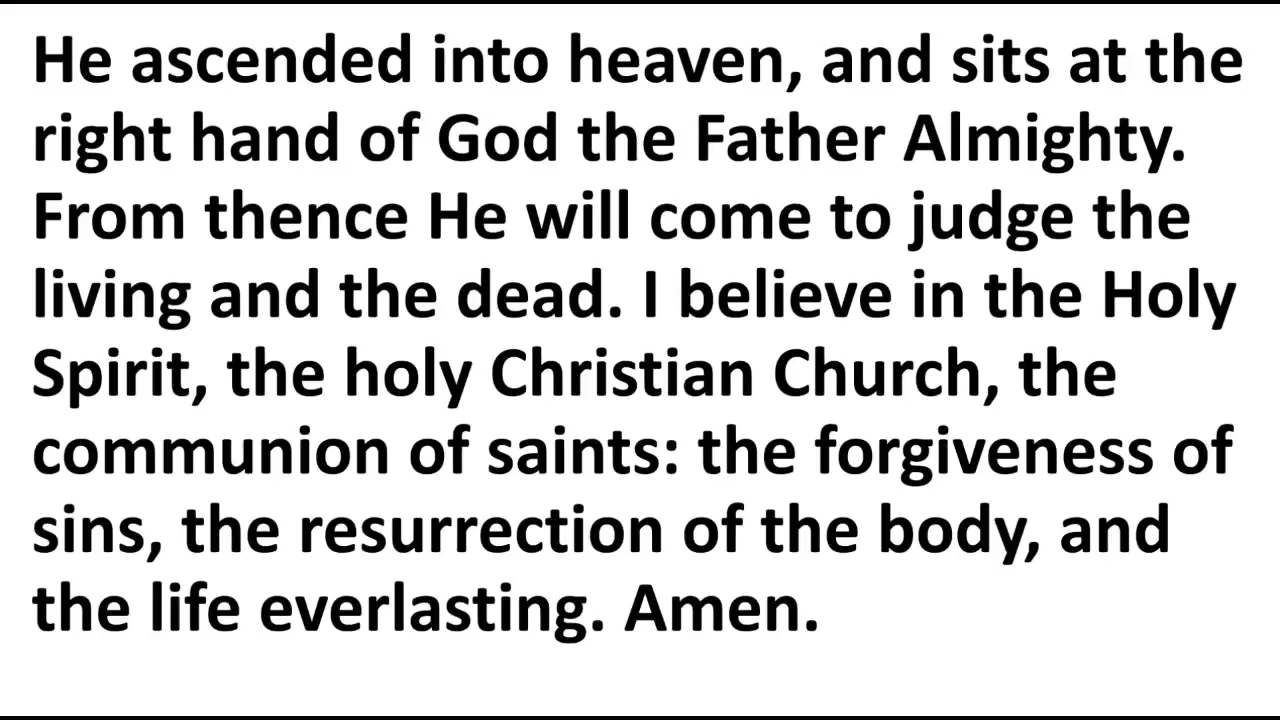 He ascended into heaven, and sits at the
right hand of God the Father Almighty.
From thence He will come to judge the
living and the dead. I believe in the Holy
Spirit, the holy Christian Church, the
communion of saints: the forgiveness of
sins, the resurrection of the body, and
the life everlasting. Amen.